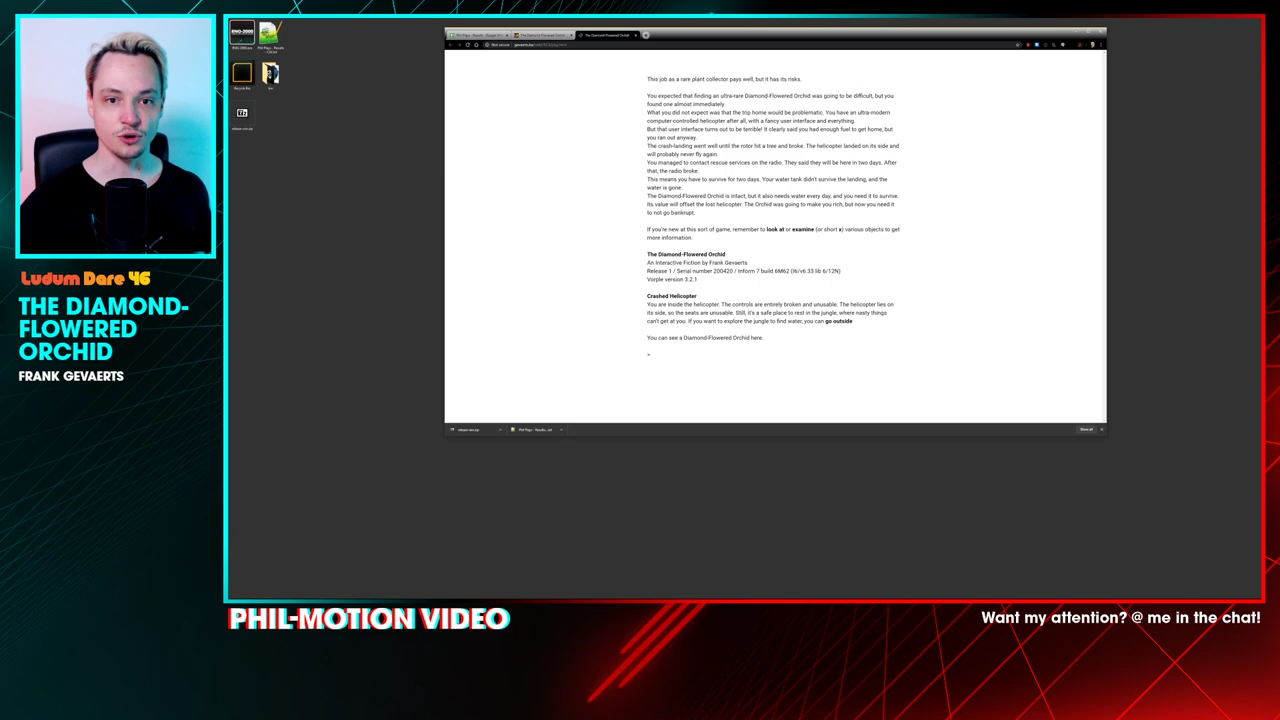 Ludum Dare 46
THE DIAMOND-
FLOWERED
ORCHID
FRANK GEVAERTS
The Diamond-Flowered Orchid
Not secure
This job as a rare plant collector pays well, but it has its risks.
You expected that finding an ultra-rare Diamond-Flowered Orchid was going to be difficult, but you
found one almost immediately.
What you did not expect was that the trip home would be problematic. You have an ultra-modern
computer-controlled helicopter after all, with a fancy user interface and everything.
But that user interface turns out to be terrible! It clearly said you had enough fuel to get home, but
you ran out anyway.
The crash-landing went well until the rotor hit a tree and broke. The helicopter landed on its side and
will probably never fly again.
You managed to contact rescue services on the radio. They said they will be here in two days. After
that, the radio broke.
This means you have to survive for two days. Your water tank didn't survive the landing, and the
water is gone.
The Diamond-Flowered Orchid is intact, but it also needs water every day, and you need it to survive.
Its value will offset the lost helicopter. The Orchid was going to make you rich, but now you need it
to not go bankrupt.
If you're new at this sort of game, remember to look at or examine (or short x) various objects to get
more information.
The Diamond-Flowered Orchid
An Interactive Fiction by Frank Gevaerts
Release 1 / Serial number 200420 / Inform 7 build 6M62 (I6/v6.33 lib 6/12N)
Vorple version 3.2.1
Crashed Helicopter
You are inside the helicopter. The controls are entirely broken and unusable. The helicopter lies on
its side, so the seats are unusable. Still, it's a safe place to rest in the jungle, where nasty things
can't get at you. If you want to explore the jungle to find water, you can go outside
You can see a Diamond-Flowered Orchid here.
>
Show all
PHIL-MOTION VIDEO
Want my attention? @ me in the chat!